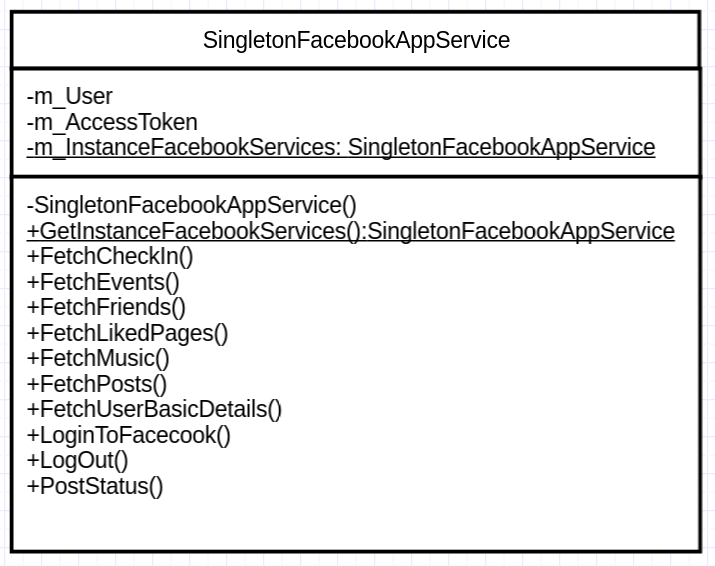 SingletonFacebookAppService
-m_User
-m_AccessToken
-m_InstanceFacebookServices: SingletonFacebookAppService
-SingletonFacebookAppService()
+GetInstanceFacebookServices():SingletonFacebookAppService
+FetchCheckIn()
+FetchEvents()
+FetchFriends()
+FetchLikedPages()
+FetchMusic()
+FetchPosts()
+FetchUserBasicDetails()
+LoginToFacecook()
+LogOut()
+PostStatus()